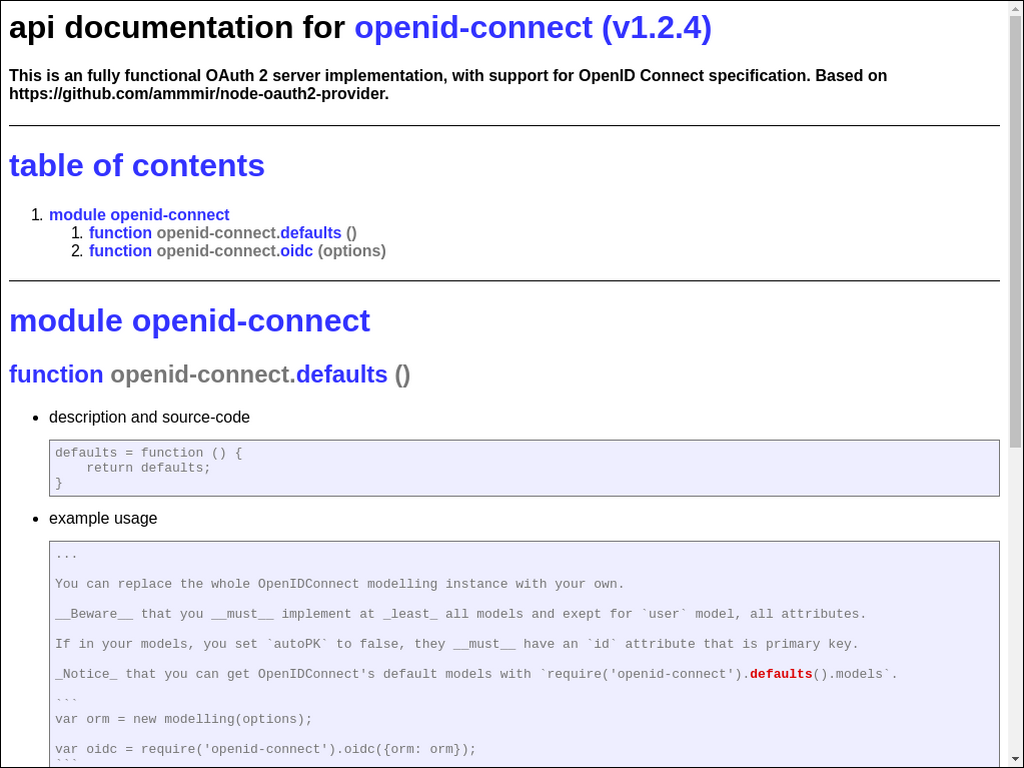 api documentation for openid-connect (v1.2.4)
This is an fully functional OAuth 2 server implementation, with support for OpenID Connect specification. Based on
https://github.com/ammmir/node-oauth2-provider.
table of contents
1. module openid-connect
1. function openid-connect.defaults ()
2. function openid-connect.oidc (options)
module openid-connect
function openid-connect.defaults ()
• description and source-code
defaults = function () {
    return defaults;
}
• example usage
...
You can replace the whole OpenIDConnect modelling instance with your own.
__Beware__ that you __must__ implement at _least_ all models and exept for `user` model, all attributes.
If in your models, you set `autoPK` to false, they __must__ have an `id` attribute that is primary key.
_Notice_ that you can get OpenIDConnect's default models with `require('openid-connect').defaults().models`.
```
var orm = new modelling(options);
var oidc = require('openid-connect').oidc({orm: orm});
```